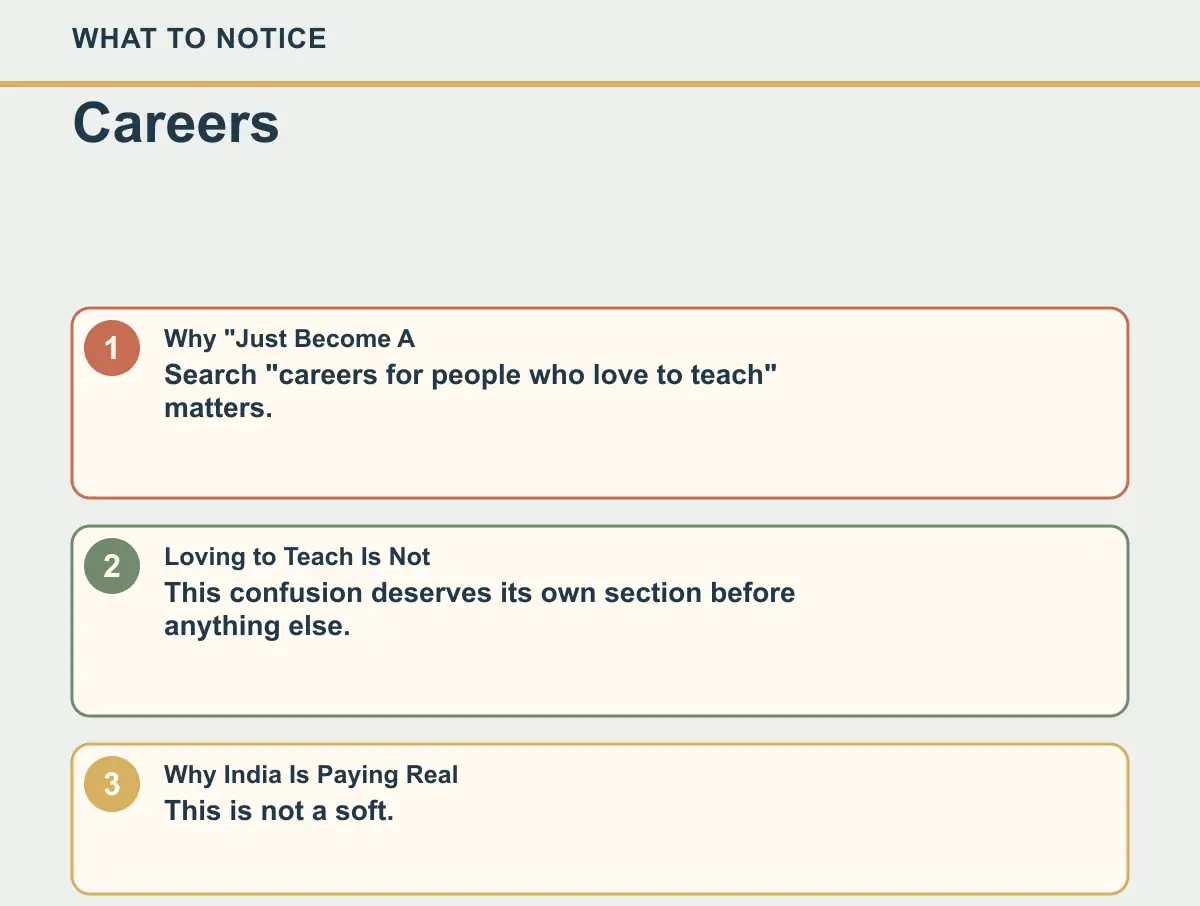 WHAT TO NOTICE
Careers
1
Why "Just Become A
Search "careers for people who love to teach"
matters.
2
Loving to Teach Is Not
This confusion deserves its own section before
anything else.
3
Why India Is Paying Real
This is not a soft.